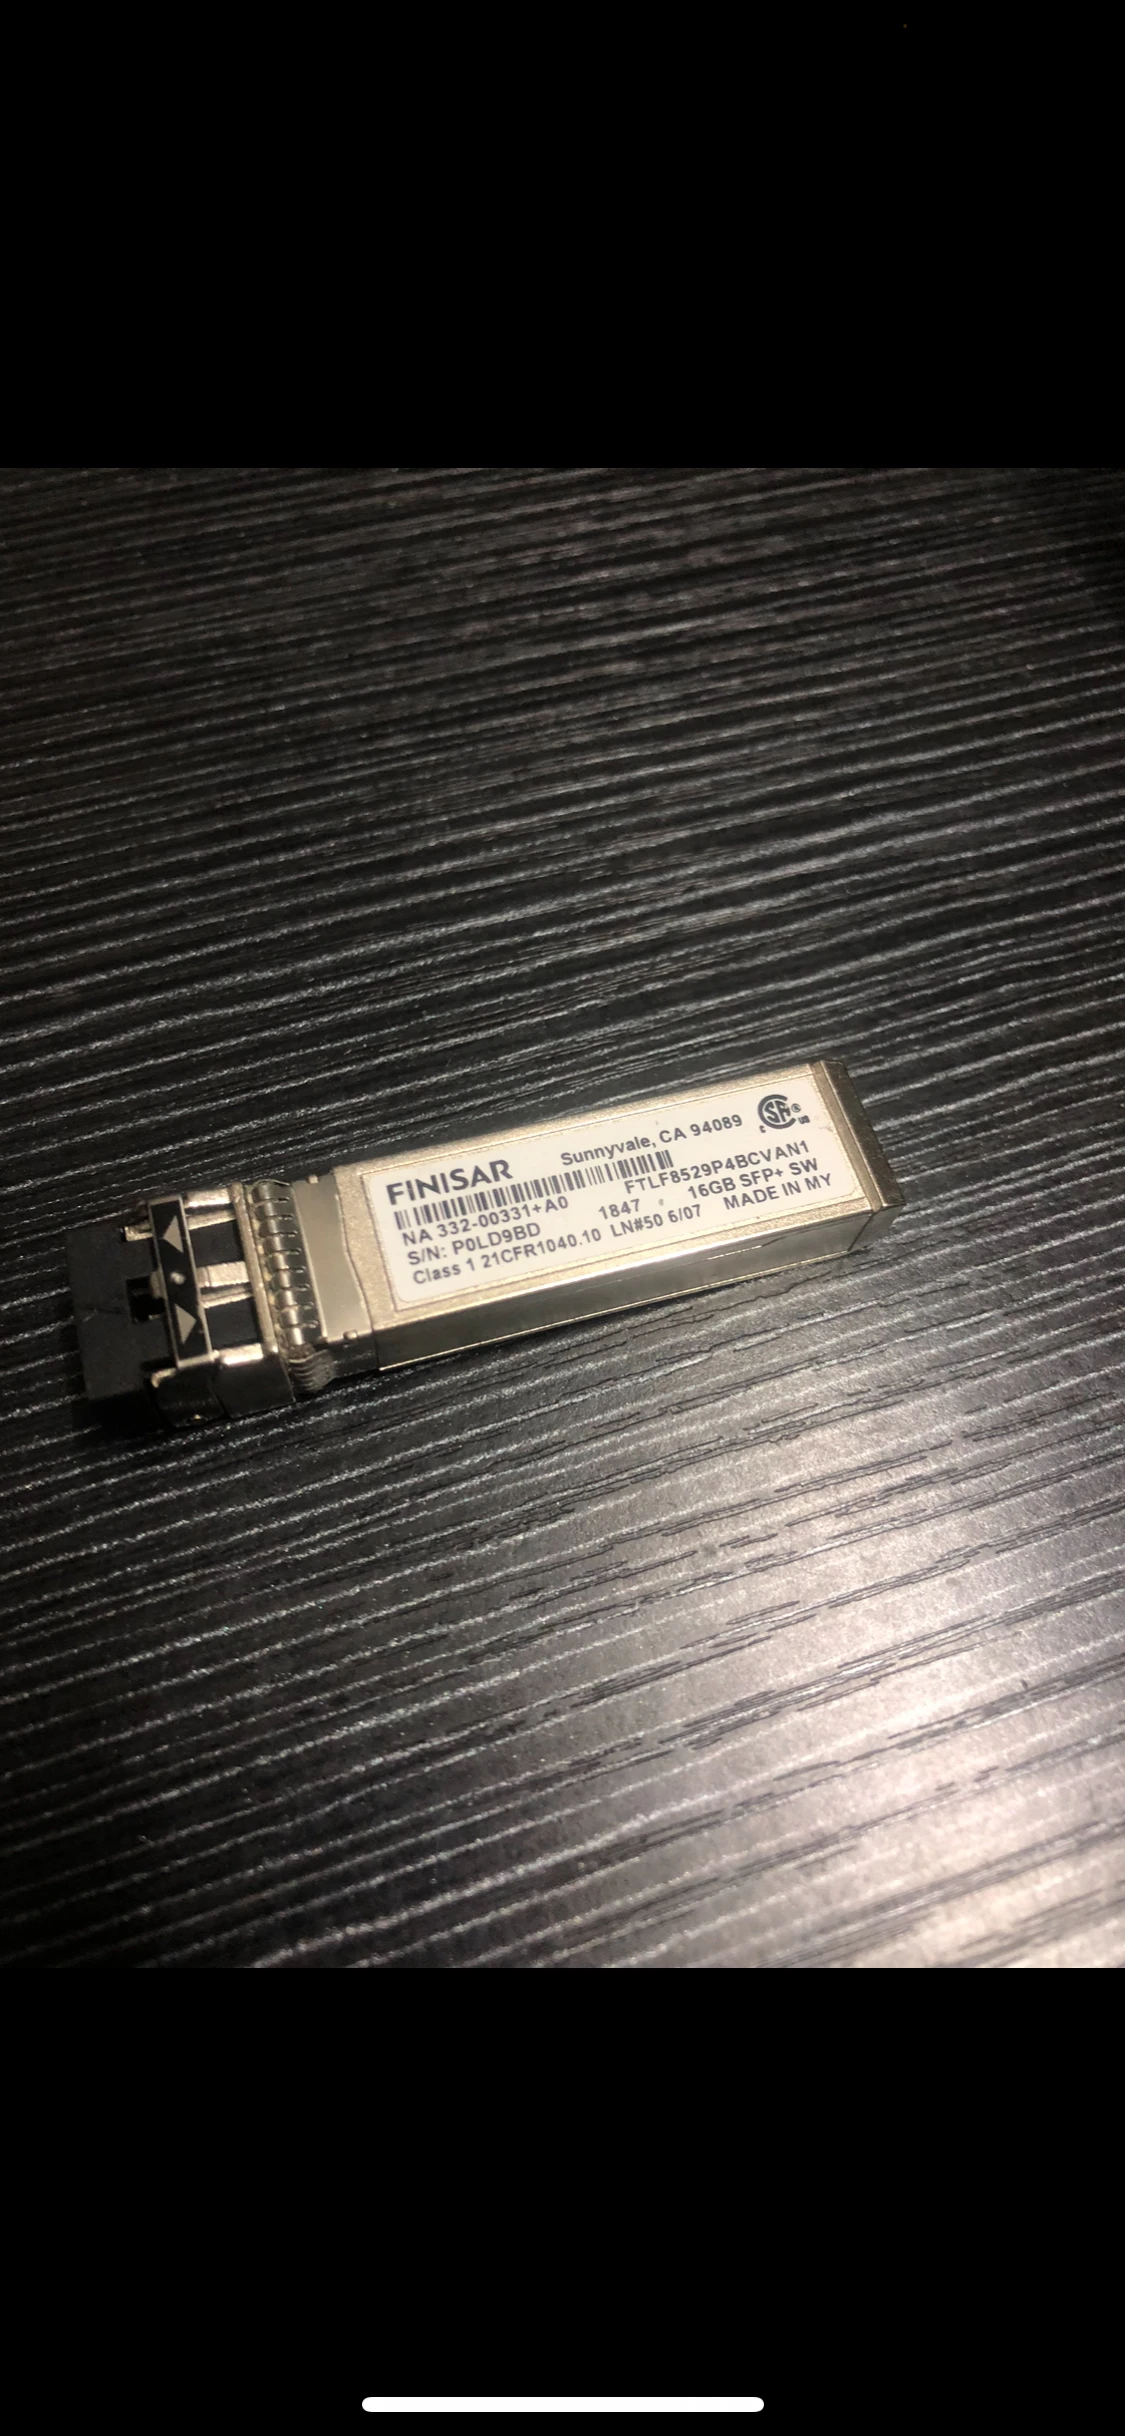 FINISAR Sunnyvale, CA 94089
FTLF8529P4BCVAN1
NA 332-00331+A0 1847 16GB SFP+ SW
S/N: P0LD9BD
Class 1 21CFR1040.10 LN#50 6/07 MADE IN MY